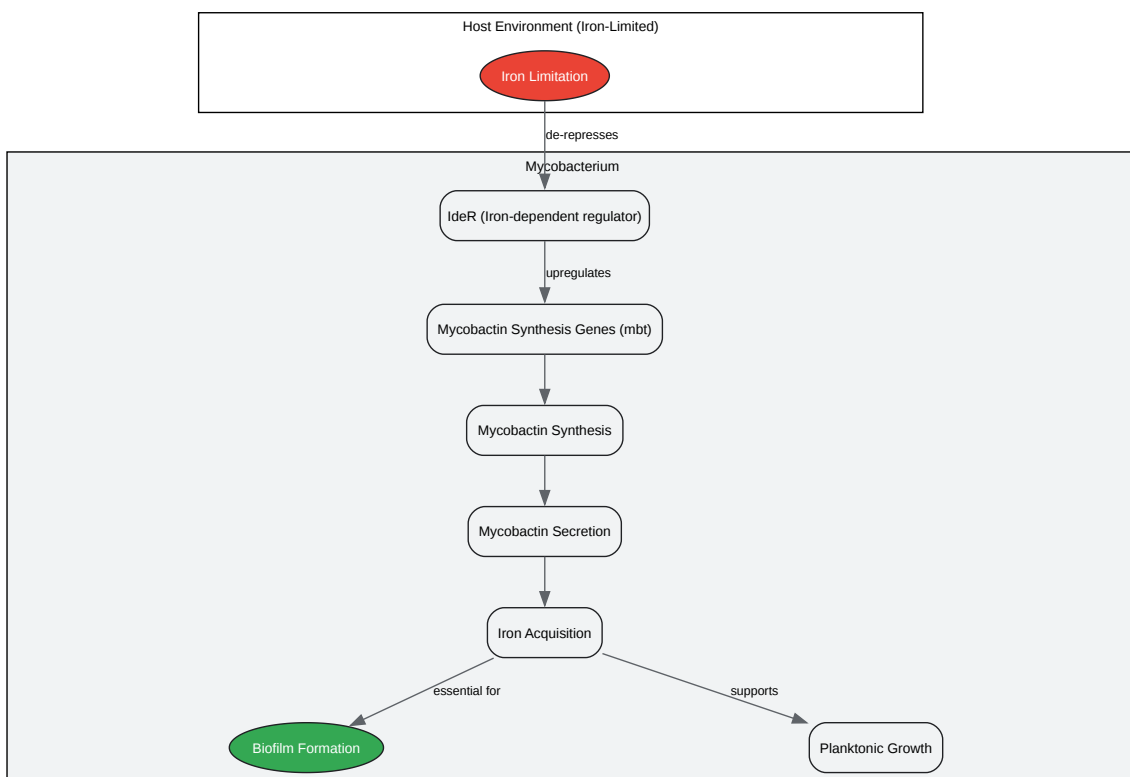 Host Environment (Iron-Limited)
Iron Limitation
de-represses
Mycobacterium
IdeR (Iron-dependent regulator)
upregulates
Mycobactin Synthesis Genes (mbt)
Mycobactin Synthesis
Mycobactin Secretion
Iron Acquisition
essential for
supports
Biofilm Formation
Planktonic Growth